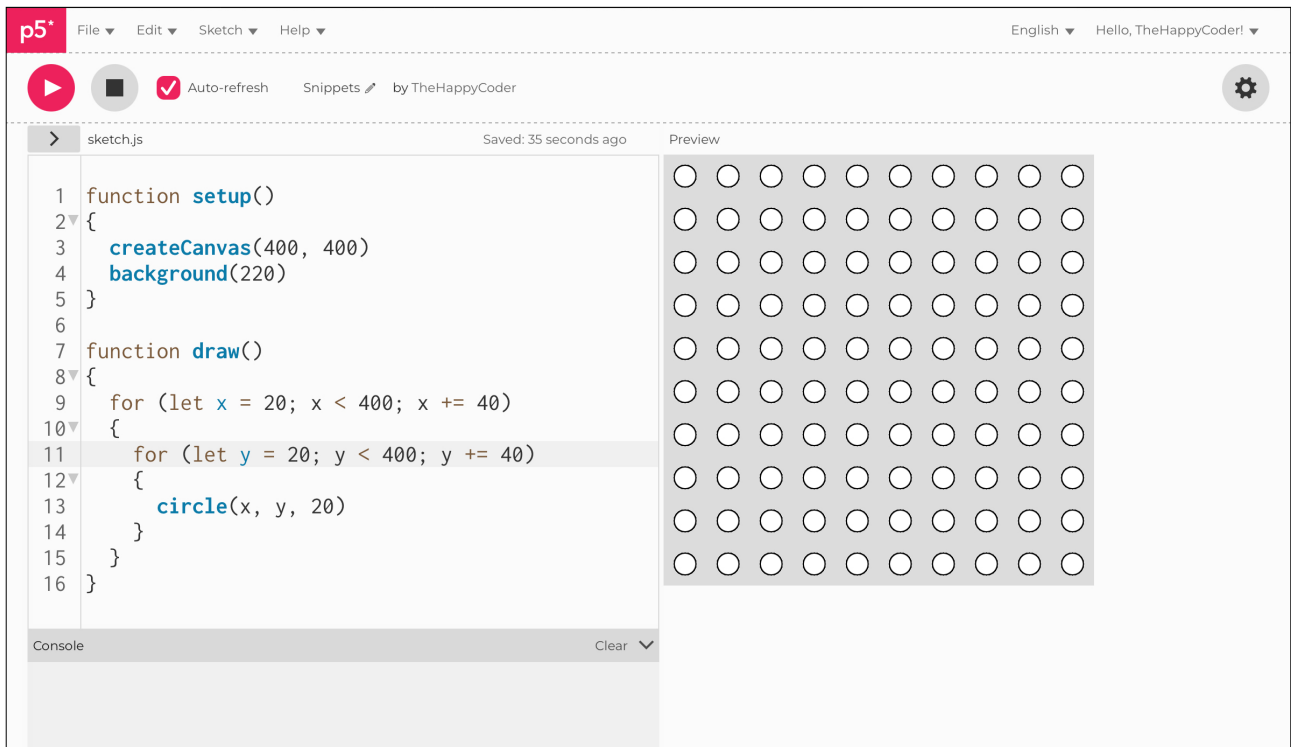 p5* File Edit Sketch Help English Hello, TheHappyCoder!
Auto-refresh Snippets by TheHappyCoder
> sketch.js Saved: 35 seconds ago Preview
1 function setup()
2 {
3   createCanvas(400, 400)
4   background(220)
5 }
6
7 function draw()
8 {
9   for (let x = 20; x < 400; x += 40)
10   {
11     for (let y = 20; y < 400; y += 40)
12     {
13       circle(x, y, 20)
14     }
15   }
16 }
Console Clear